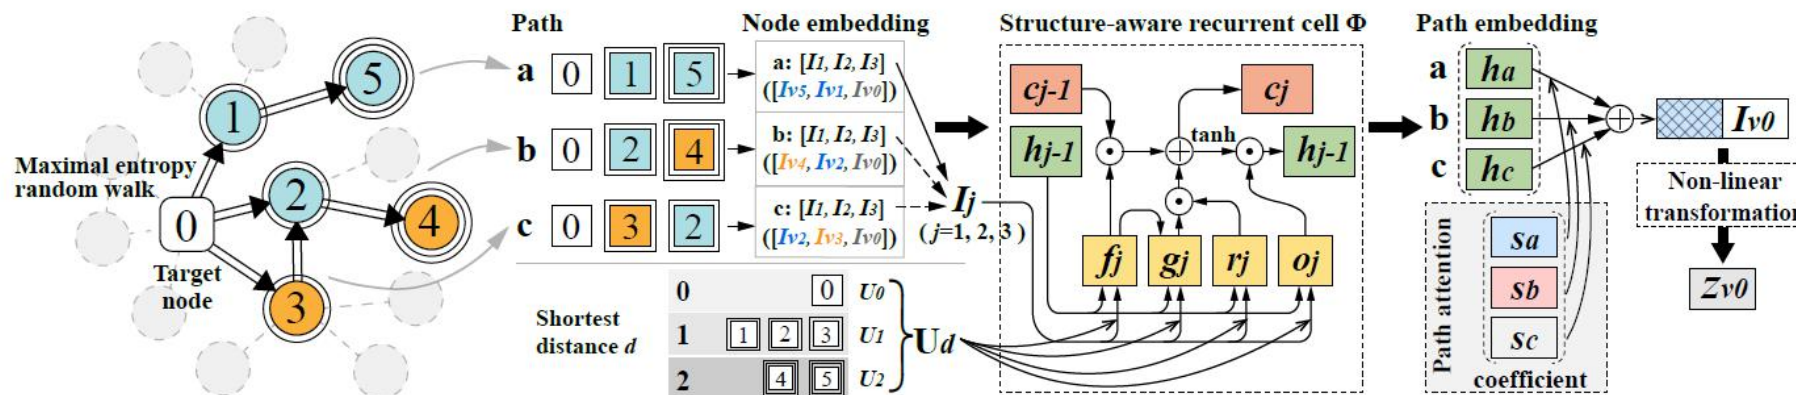 Path
Node embedding
Structure-aware recurrent cell Φ
Path embedding
5
1
Maximal entropy
random walk
0
2
4
Target
node
3
a 0 1 5
b 0 2 4
c 0 3 2
a: [I1, I2, I3]
([Iv5, Iv1, Iv0])
b: [I1, I2, I3]
([Iv4, Iv2, Iv0])
c: [I1, I2, I3]
([Iv2, Iv3, Iv0])
Ij
(j=1, 2, 3)
Shortest
distance d
0 0 U0
1 1 2 3 U1
2 4 5 U2
Ud
cj-1
cj
hj-1
tanh
hj-1
fj
gj
rj
oj
a ha
b hb
c hc
Iv0
Non-linear
transformation
Zv0
Path attention
sa
sb
sc
coefficient